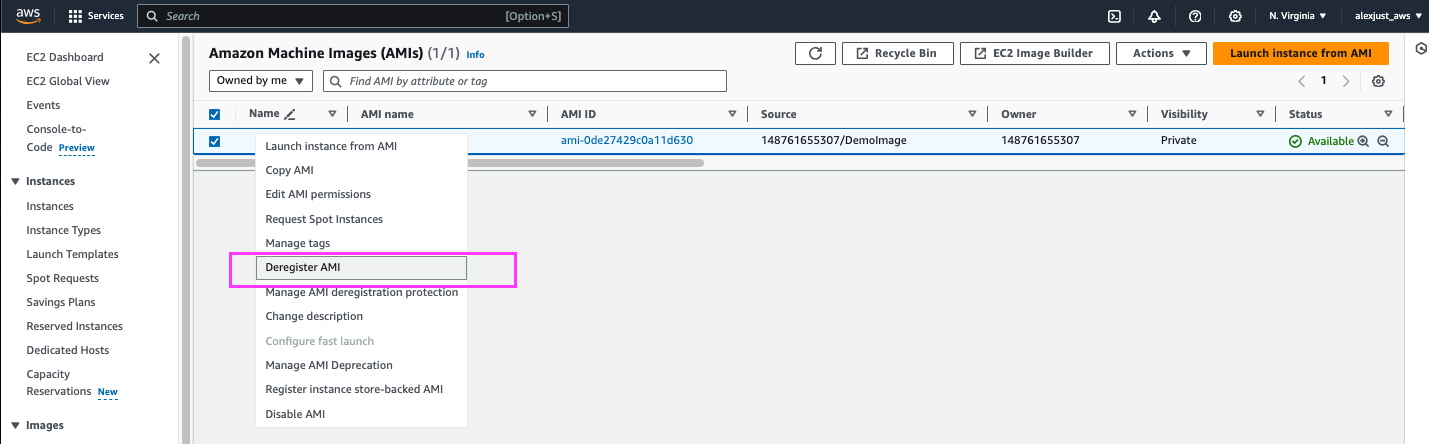 aws
Services
Search
[Option+S]
N. Virginia
alexjust_aws
EC2 Dashboard
EC2 Global View
Events
Console-to-
Code Preview
Instances
Instances
Instance Types
Launch Templates
Spot Requests
Savings Plans
Reserved Instances
Dedicated Hosts
Capacity
Reservations New
Images
Amazon Machine Images (AMIs) (1/1) Info
Recycle Bin
EC2 Image Builder
Actions
Launch instance from AMI
Owned by me
Find AMI by attribute or tag
1
Name AMI name AMI ID Source Owner Visibility Status
ami-0de27429c0a11d630 148761655307/DemoImage 148761655307 Private Available
Launch instance from AMI
Copy AMI
Edit AMI permissions
Request Spot Instances
Manage tags
Deregister AMI
Manage AMI deregistration protection
Change description
Configure fast launch
Manage AMI Deprecation
Register instance store-backed AMI
Disable AMI